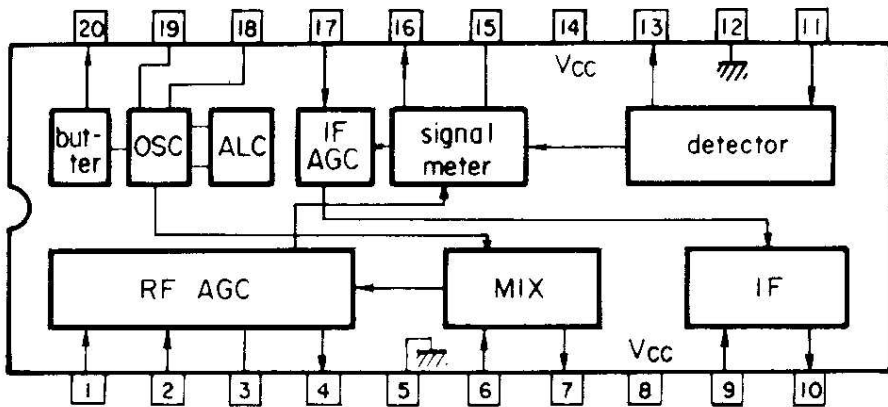 20 19 18 17 16 15 14 13 12 11
VCC
but-
ter
OSC
ALC
IF
AGC
signal
meter
detector
RF AGC
MIX
IF
VCC
1 2 3 4 5 6 7 8 9 10